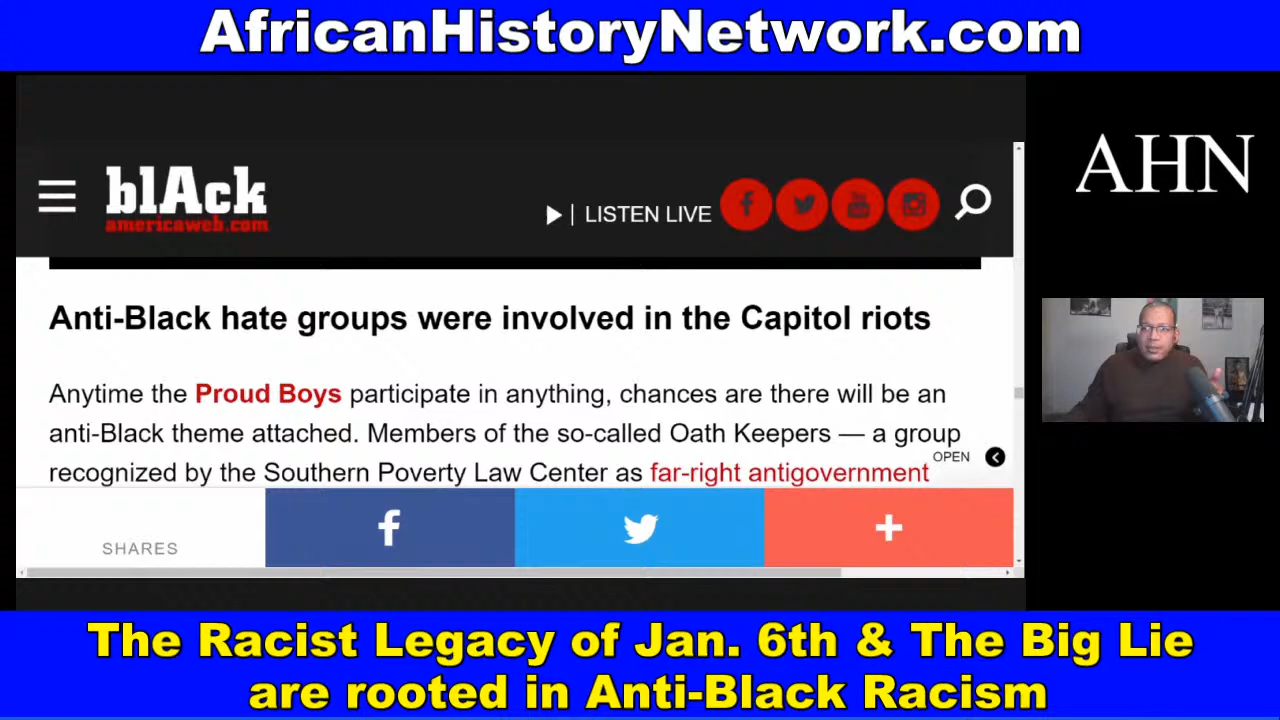 AfricanHistoryNetwork.com
AHN
blAck
americaweb.com
LISTEN LIVE
Anti-Black hate groups were involved in the Capitol riots
Anytime the Proud Boys participate in anything, chances are there will be an
anti-Black theme attached. Members of the so-called Oath Keepers — a group
recognized by the Southern Poverty Law Center as far-right antigovernment
OPEN
SHARES
The Racist Legacy of Jan. 6th & The Big Lie
are rooted in Anti-Black Racism